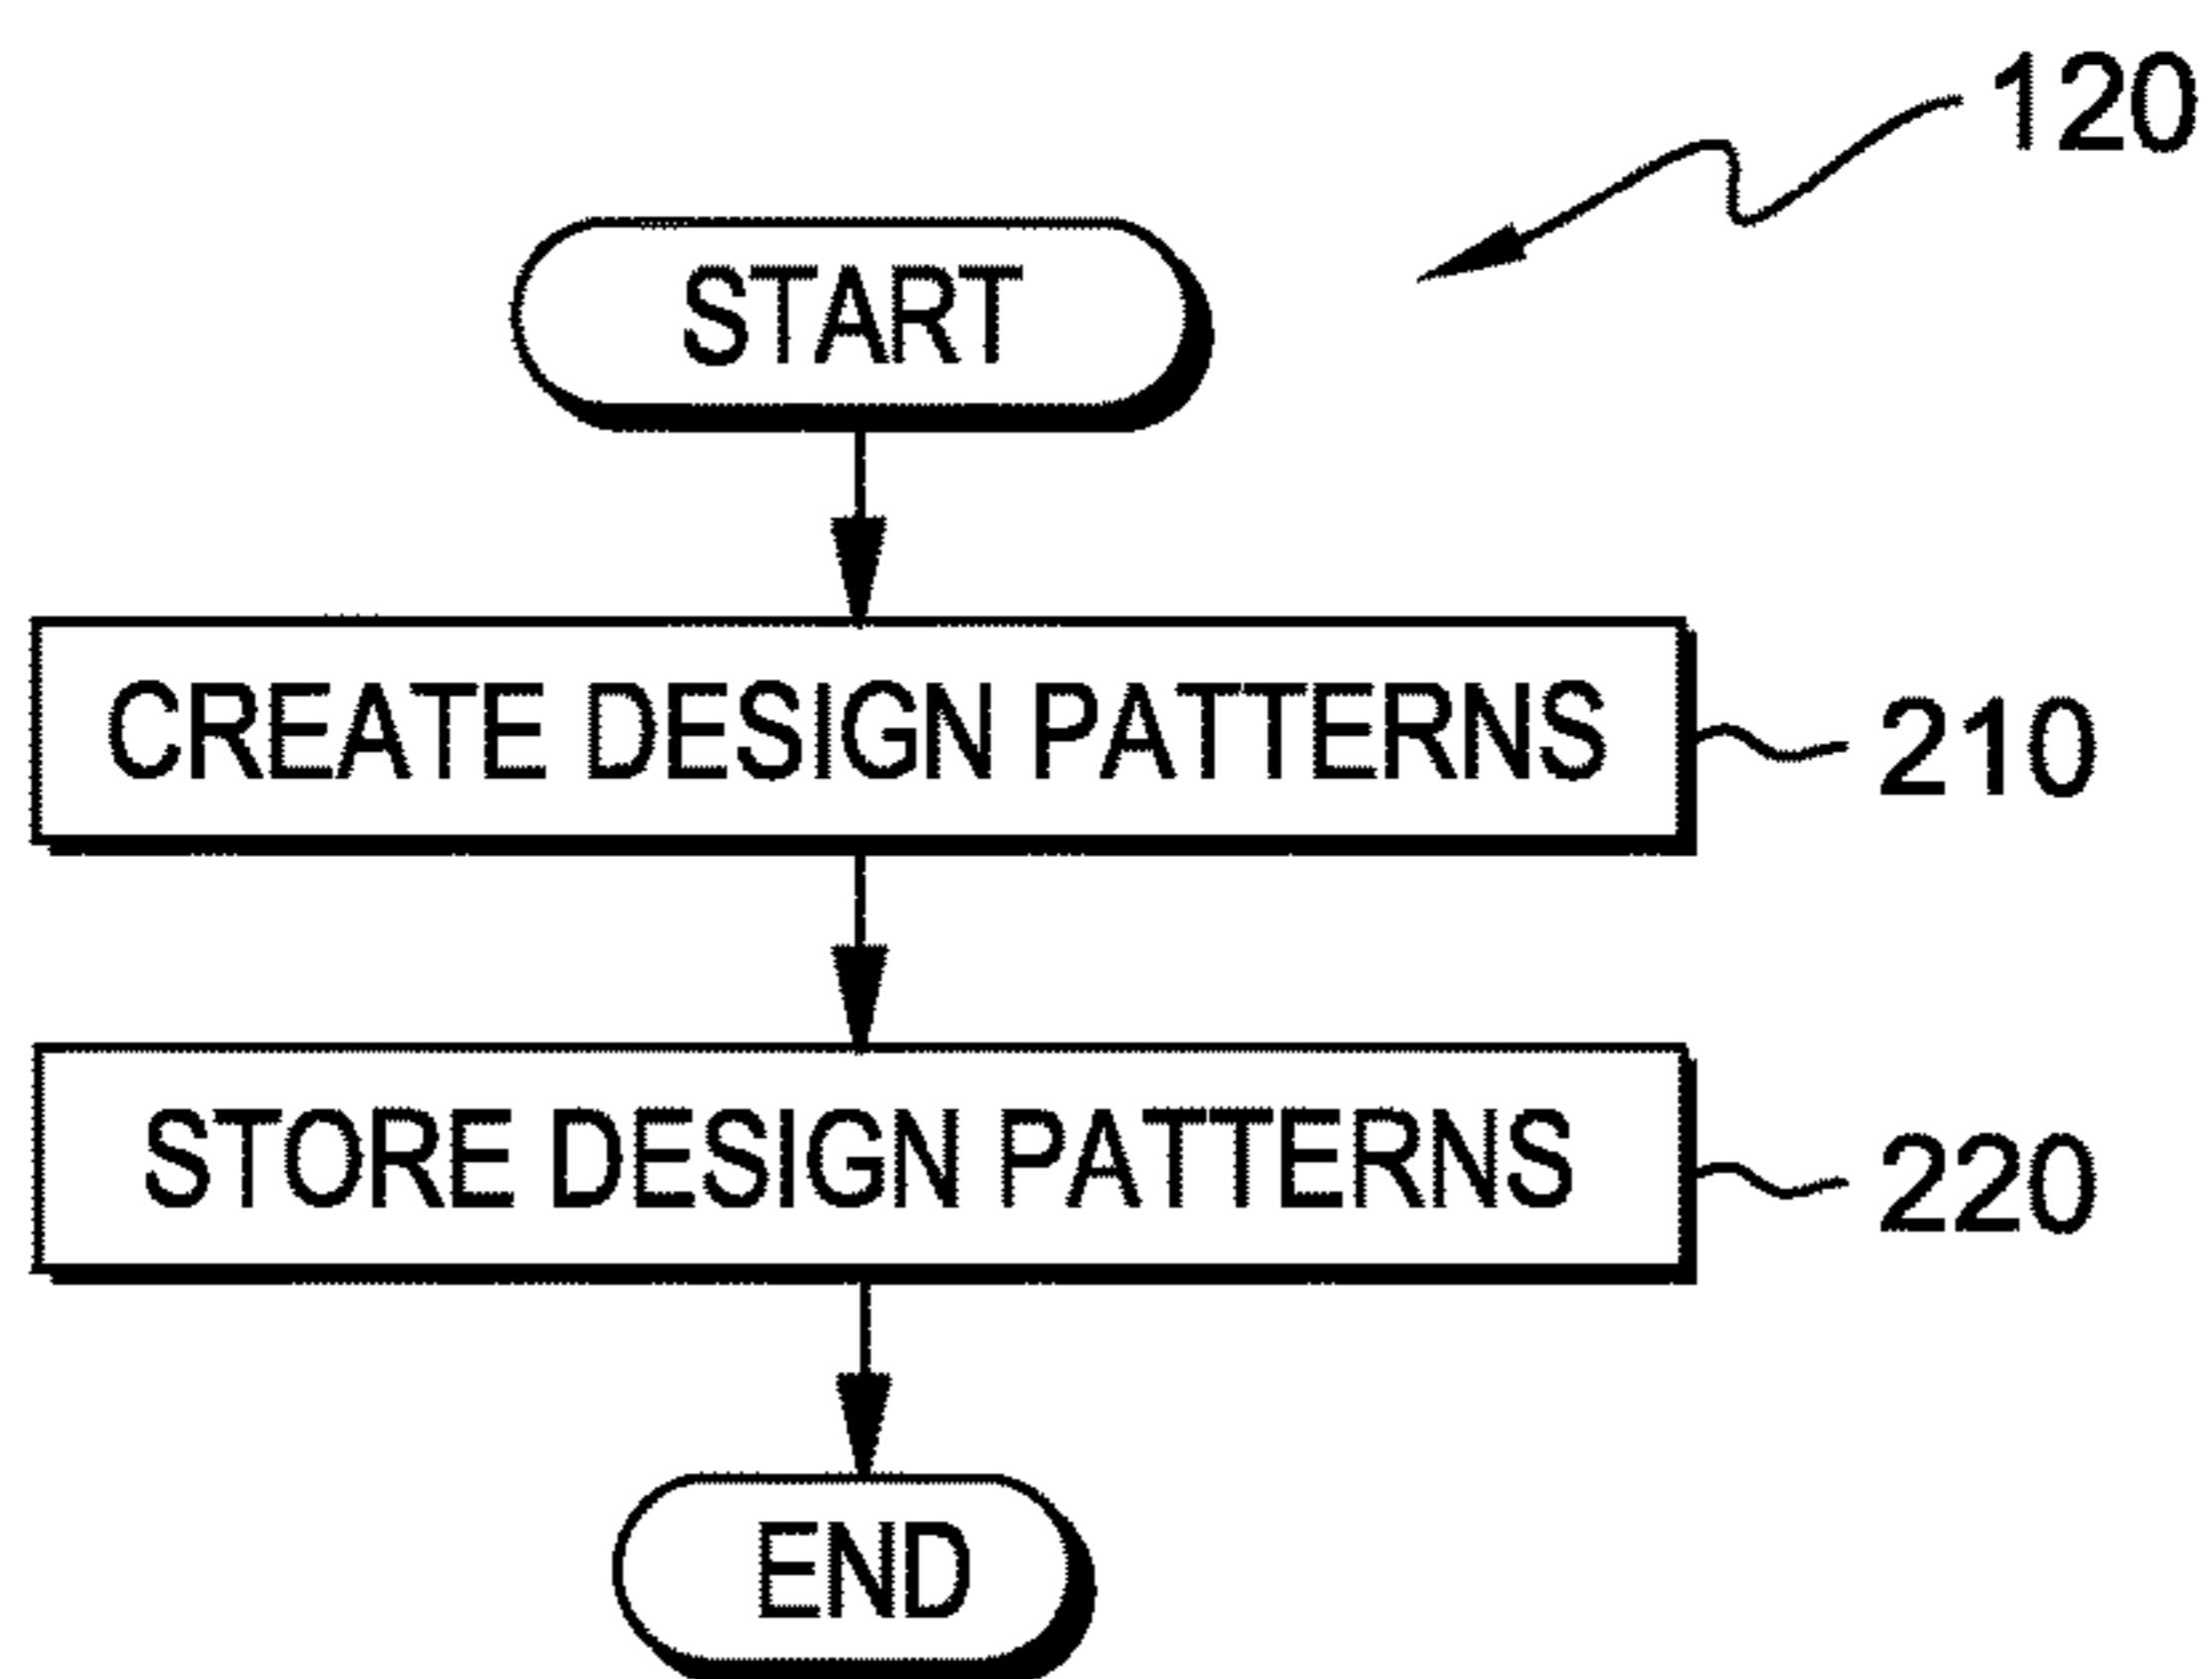 120
START
CREATE DESIGN PATTERNS
210
STORE DESIGN PATTERNS
220
END